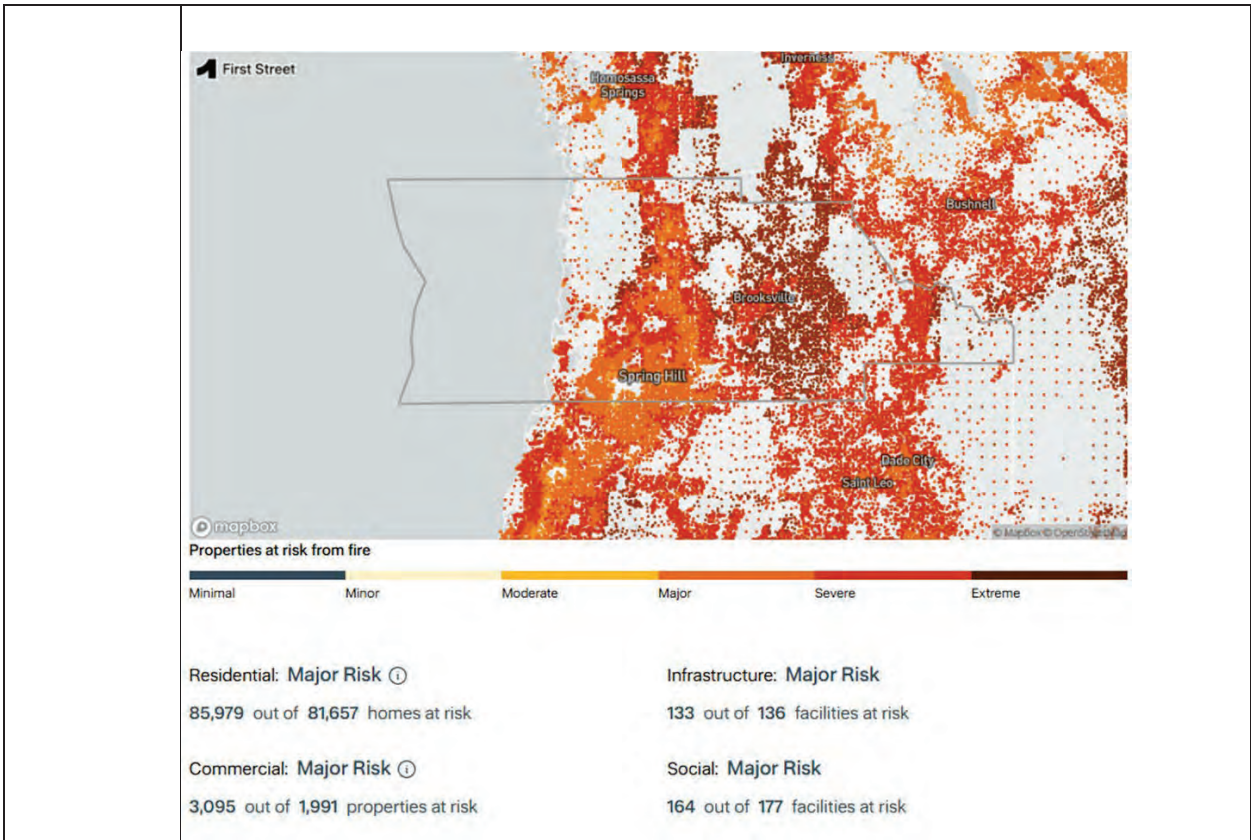 First Street
Inverness
Homosassa
Springs
Bushnell
Brooksville
Spring Hill
Dade City
Saint Leo
mapbox
© Mapbox © OpenStreetMap
Properties at risk from fire
Minimal Minor Moderate Major Severe Extreme
Residential: Major Risk
85,979 out of 81,657 homes at risk
Infrastructure: Major Risk
133 out of 136 facilities at risk
Commercial: Major Risk
3,095 out of 1,991 properties at risk
Social: Major Risk
164 out of 177 facilities at risk